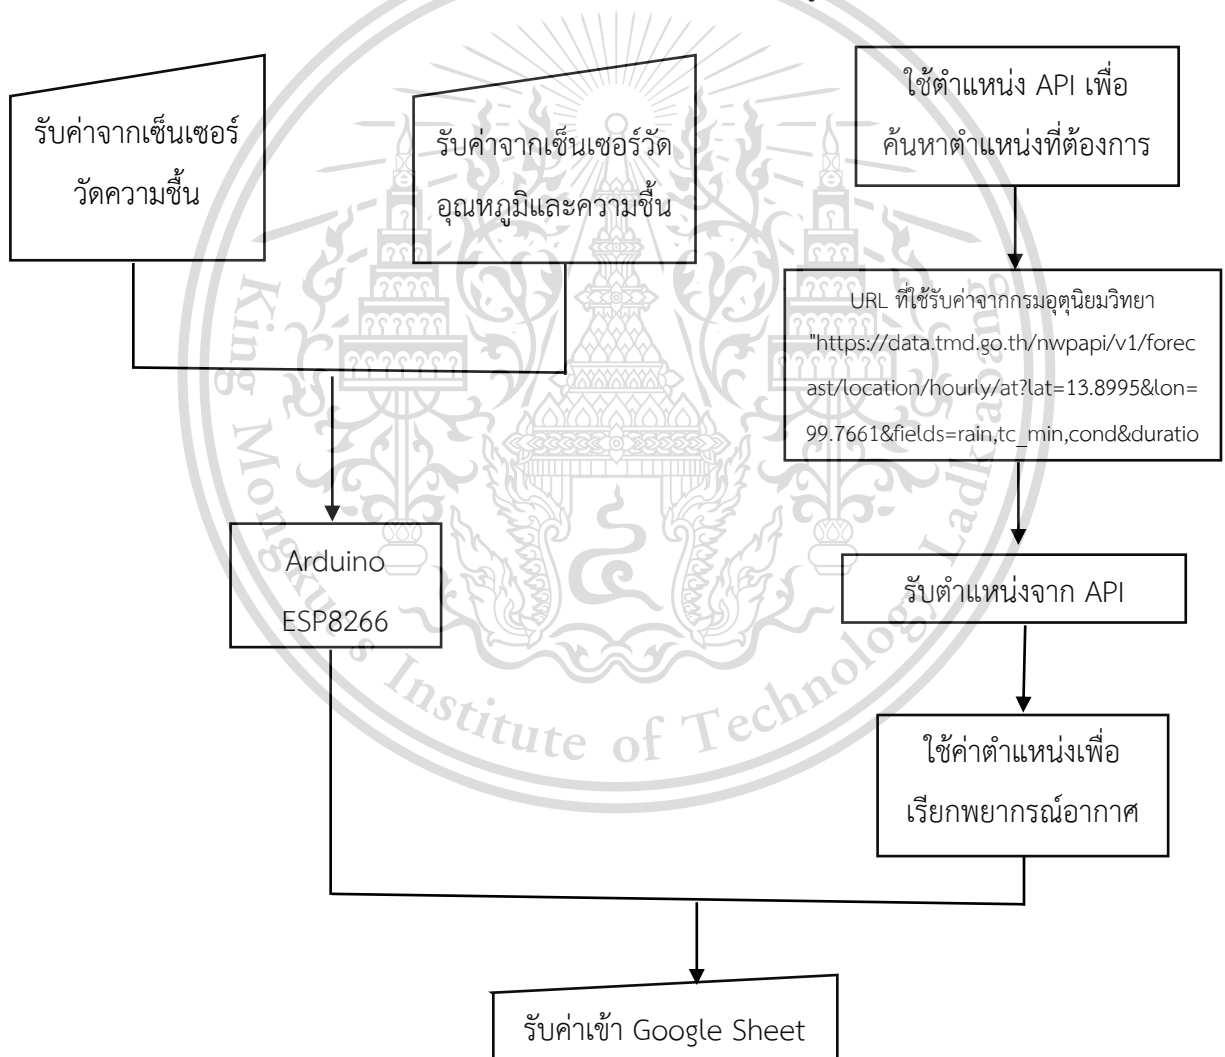 รับค่าจากเซ็นเซอร์
วัดความชื้น
รับค่าจากเซ็นเซอร์วัด
อุณหภูมิและความชื้น
ใช้ตำแหน่ง API เพื่อ
ค้นหาตำแหน่งที่ต้องการ
URL ที่ใช้รับค่าจากกรมอุตุนิยมวิทยา
"https://data.tmd.go.th/nwpapi/v1/forec
ast/location/hourly/at?lat=13.8995&lon=
99.7661&fields=rain,tc_min,cond&duratio
Arduino
ESP8266
รับตำแหน่งจาก API
ใช้ค่าตำแหน่งเพื่อ
เรียกพยากรณ์อากาศ
รับค่าเข้า Google Sheet
King Mongkut's Institute of Technology Ladkrabang